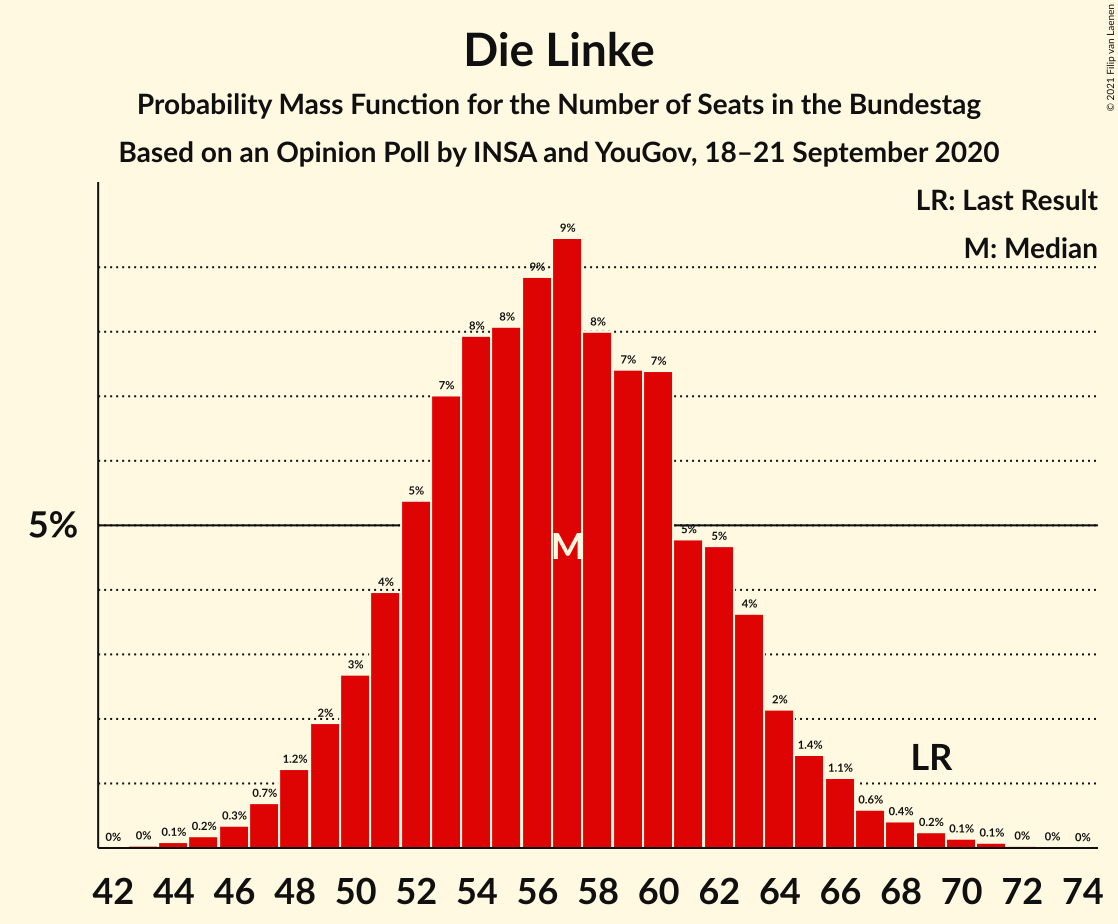 Die Linke
Probability Mass Function for the Number of Seats in the Bundestag
Based on an Opinion Poll by INSA and YouGov, 18–21 September 2020
© 2021 Filip van Laenen
LR: Last Result
M: Median
5%
0% 0% 0.1% 0.2% 0.3% 0.7% 1.2% 2% 3% 4% 5% 7% 8% 8% 9% 9% 8% 7% 7% 5% 5% 4% 2% 1.4% 1.1% 0.6% 0.4% 0.2% 0.1% 0.1% 0% 0% 0%
M
LR
42 44 46 48 50 52 54 56 58 60 62 64 66 68 70 72 74